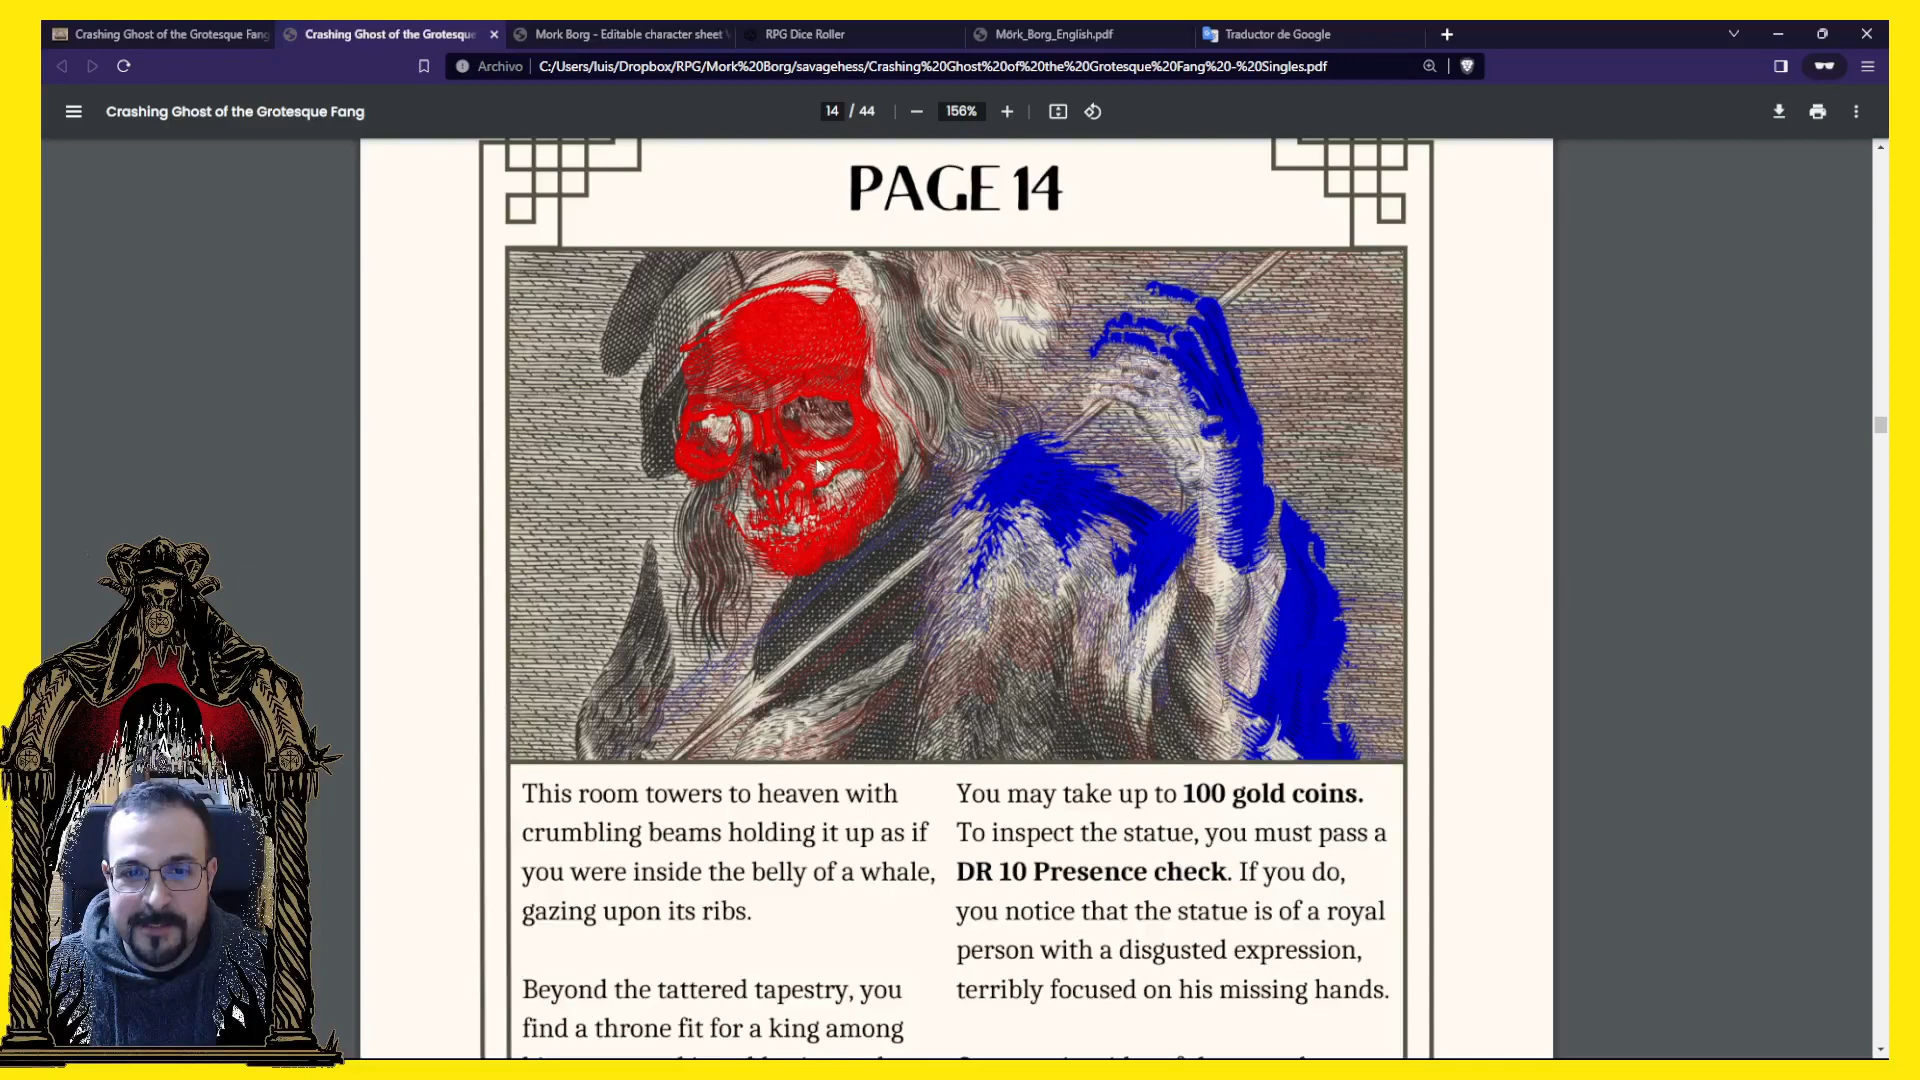 Crashing Ghost of the Grotesque Fang
Crashing Ghost of the Grotesque
Mork Borg - Editable character sheet
RPG Dice Roller
Mörk_Borg_English.pdf
Traductor de Google
Archivo
C:/Users/luis/Dropbox/RPG/Mork%20Borg/savagehess/Crashing%20Ghost%20of%20the%20Grotesque%20Fang%20-%20Singles.pdf
Crashing Ghost of the Grotesque Fang
14 / 44
156%
PAGE 14
This room towers to heaven with
crumbling beams holding it up as if
you were inside the belly of a whale,
gazing upon its ribs.
Beyond the tattered tapestry, you
find a throne fit for a king among
You may take up to 100 gold coins.
To inspect the statue, you must pass a
DR 10 Presence check. If you do,
you notice that the statue is of a royal
person with a disgusted expression,
terribly focused on his missing hands.